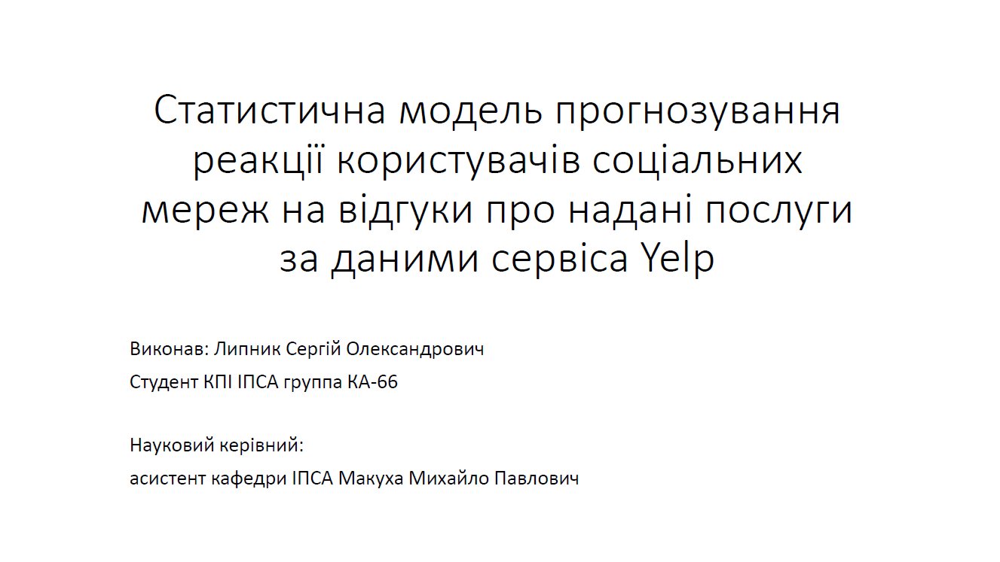 Статистична модель прогнозування
реакції користувачів соціальних
мереж на відгуки про надані послуги
за даними сервіса Yelp
Виконав: Липник Сергій Олександрович
Студент КПІ ІПСА группа КА-66
Науковий керівний:
асистент кафедри ІПСА Макуха Михайло Павлович